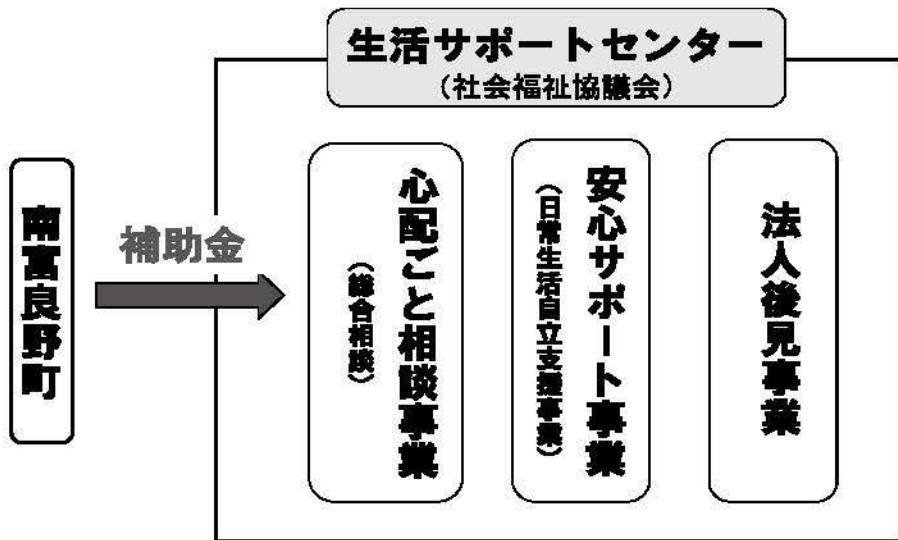 生活サポートセンター
（社会福祉協議会）
南富良野町
補助金
心配ごと相談事業
（総合相談）
安心サポート事業
（日常生活自立支援事業）
法人後見事業